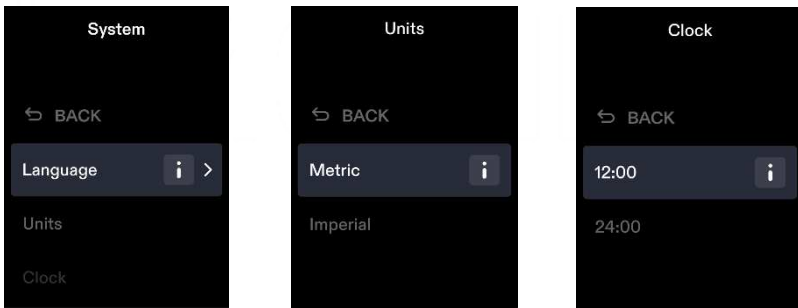 System
BACK
Language
Units
Clock
Units
BACK
Metric
Imperial
Clock
BACK
12:00
24:00